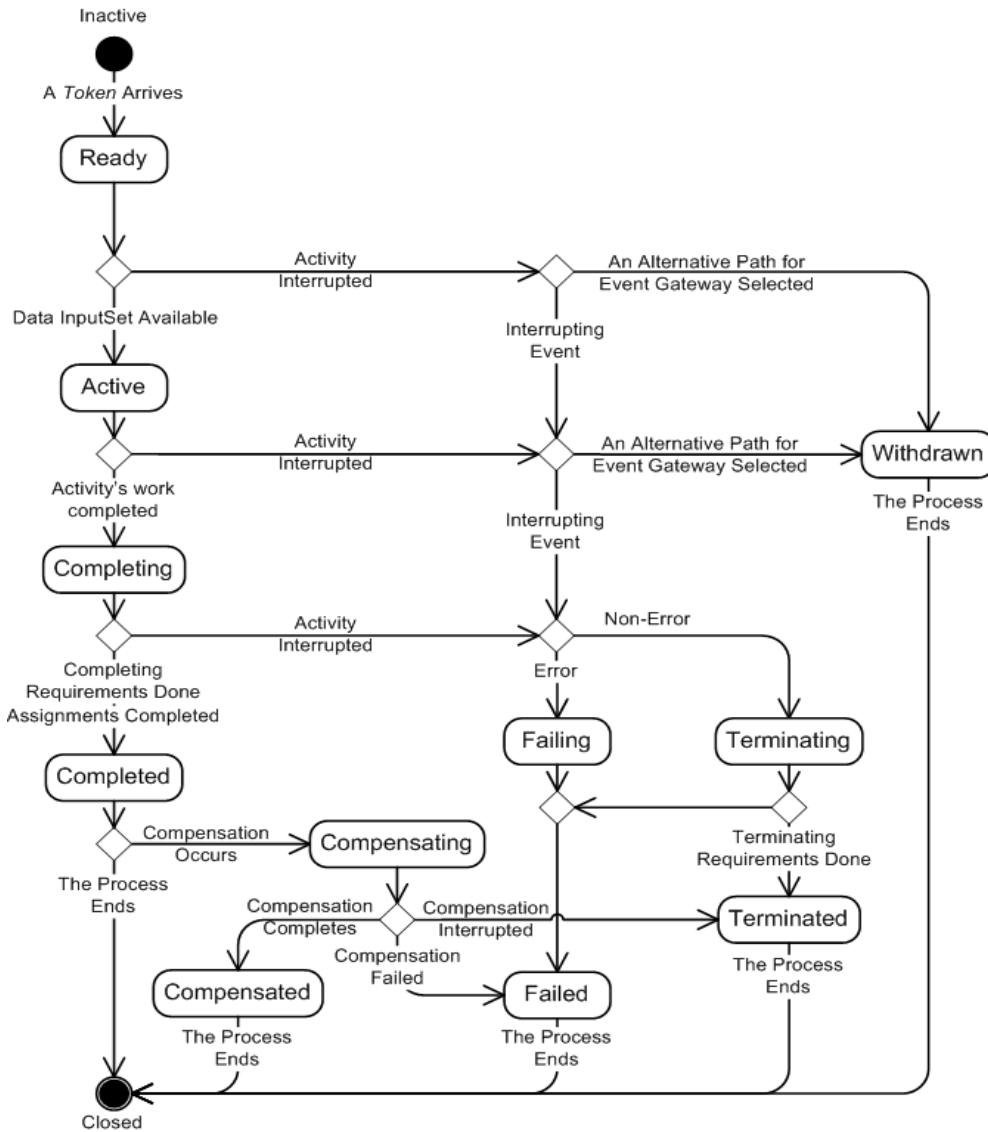 Inactive
A Token Arrives
Ready
Activity
Interrupted
An Alternative Path for
Event Gateway Selected
Data InputSet Available
Interrupting
Event
Active
Activity
Interrupted
An Alternative Path for
Event Gateway Selected
Withdrawn
Activity's work
completed
The Process
Ends
Interrupting
Event
Completing
Activity
Interrupted
Non-Error
Completing
Requirements Done
Assignments Completed
Error
Failing
Terminating
Completed
Compensation
Occurs
Compensating
Terminating
Requirements Done
The Process
Ends
Compensation
Completes
Compensation
Interrupted
Terminated
Compensation
Failed
The Process
Ends
Compensated
Failed
The Process
Ends
The Process
Ends
Closed